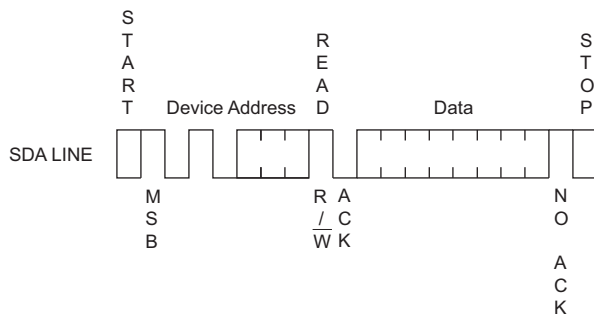 START
READ
STOP
Device Address
Data
SDA LINE
MSB
R/W
ACK
NO ACK